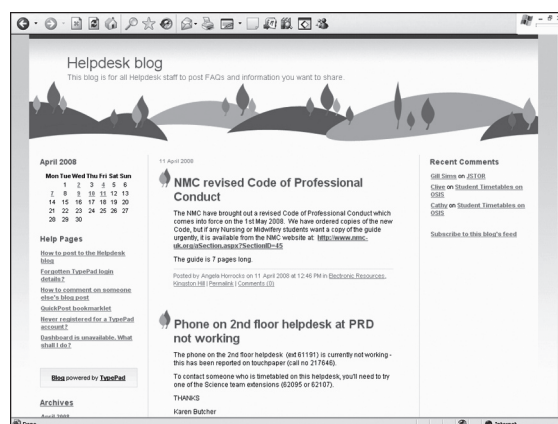 Helpdesk blog
This blog is for all Helpdesk staff to post FAQs and information you want to share.
April 2008
Mon Tue Wed Thu Fri Sat Sun
1 2 3 4 5 6
7 8 9 10 11 12 13
14 15 16 17 18 19 20
21 22 23 24 25 26 27
28 29 30
Help Pages
How to post to the Helpdesk
blog
Forgotten TypePad login
details?
How to comment on someone
else's blog post
QuickPost bookmarklet
Never registered for a TypePad
account?
Dashboard is unavailable, What
shall I do?
Blog powered by TypePad
Archives
April 2008
11 April 2008
NMC revised Code of Professional
Conduct
The NMC have brought out a revised Code of Professional Conduct which
comes into force on the 1st May 2008. We have ordered copies of the new
Code, but if any Nursing or Midwifery students want a copy of the guide
urgently, it is available from the NMC website at: http://www.nmc-
uk.org/aSection.aspx?SectionID=45
The guide is 7 pages long.
Posted by Angela Horrocks on 11 April 2008 at 12:46 PM in Electronic Resources,
Kingston Hill | Permalink | Comments (0)
Phone on 2nd floor helpdesk at PRD
not working
The phone on the 2nd floor helpdesk (ext 61191) is currently not working -
this has been reported on touchpaper (call no 217646).
To contact someone who is timetabled on this helpdesk, you'll need to try
one of the Science team extensions (62095 or 62107).
THANKS
Karen Butcher
Recent Comments
Gill Sims on JSTOR
Clive on Student Timetables on
OSIS
Cathy on Student Timetables on
OSIS
Subscribe to this blog's feed
Done
Internet